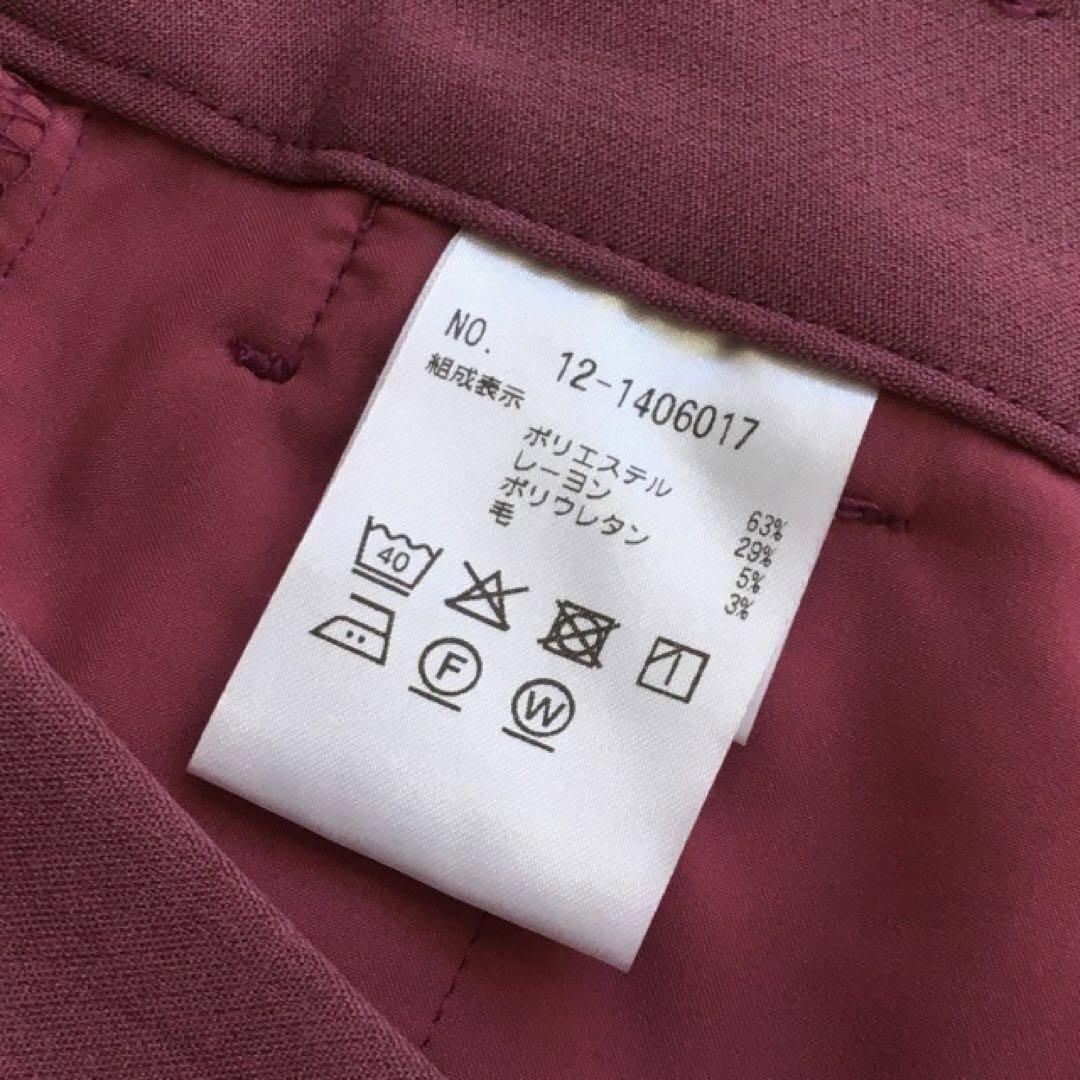 NO. 12-1406017
組成表示
ポリエステル 63%
レーヨン 29%
ポリウレタン 5%
毛 3%
40
F
W